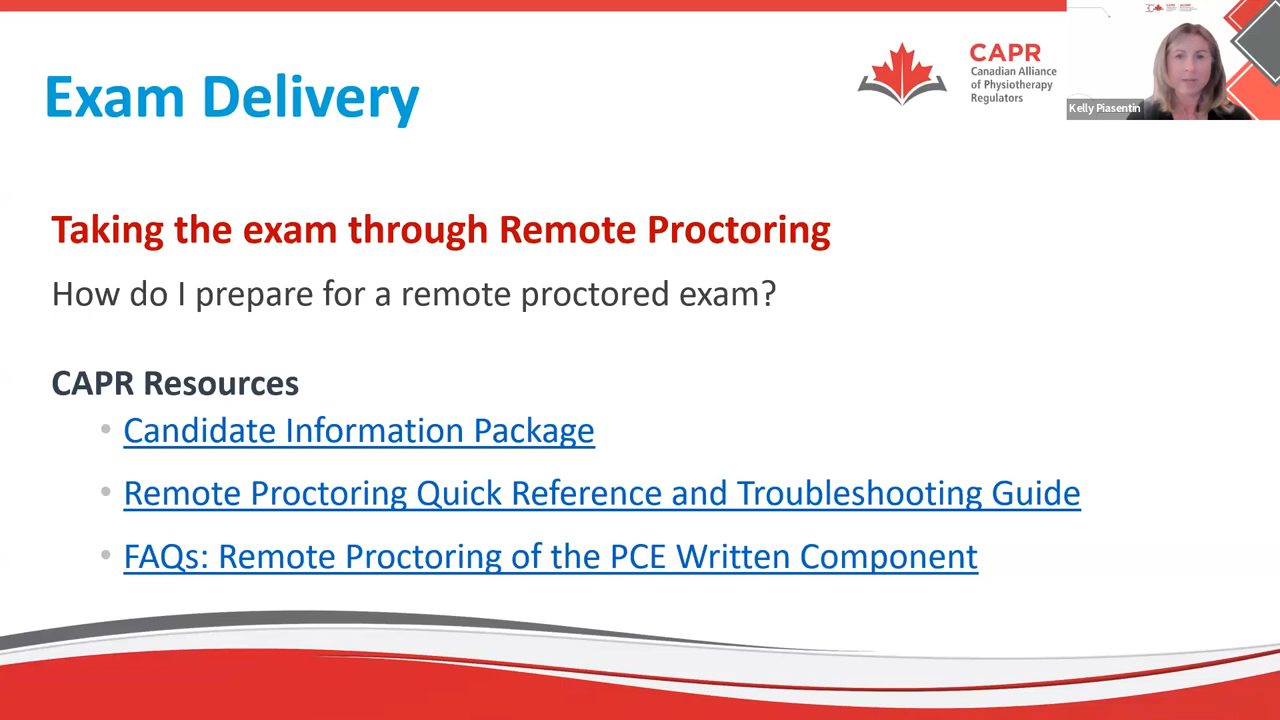 Exam Delivery
CAPR
Canadian Alliance
of Physiotherapy
Regulators
Kelly Piasentin
Taking the exam through Remote Proctoring
How do I prepare for a remote proctored exam?
CAPR Resources
• Candidate Information Package
• Remote Proctoring Quick Reference and Troubleshooting Guide
• FAQs: Remote Proctoring of the PCE Written Component